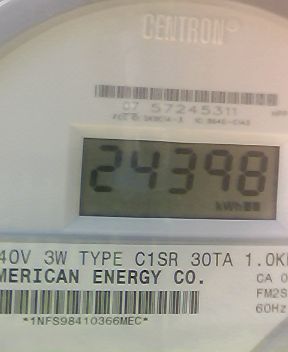 CENTRON
07 57245311
24398
kWh
40V 3W TYPE C1SR 30TA 1.0K
MERICAN ENERGY CO.
CA 0
FM2S
60Hz
*1NFS98410366MEC*